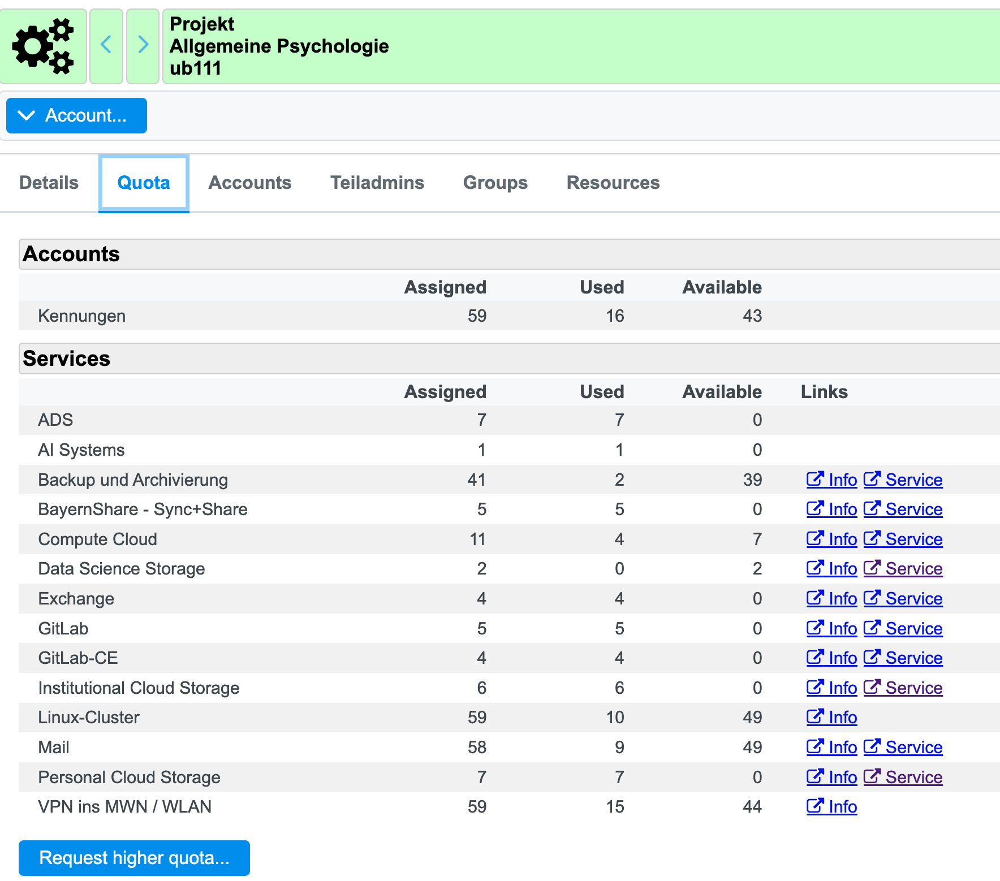 Projekt
Allgemeine Psychologie
ub111
Account...
Details Quota Accounts Teiladmins Groups Resources
Accounts
Assigned Used Available
Kennungen 59 16 43
Services
Assigned Used Available Links
ADS 7 7 0
AI Systems 1 1 0
Backup und Archivierung 41 2 39 Info Service
BayernShare - Sync+Share 5 5 0 Info Service
Compute Cloud 11 4 7 Info Service
Data Science Storage 2 0 2 Info Service
Exchange 4 4 0 Info Service
GitLab 5 5 0 Info Service
GitLab-CE 4 4 0 Info Service
Institutional Cloud Storage 6 6 0 Info Service
Linux-Cluster 59 10 49 Info
Mail 58 9 49 Info Service
Personal Cloud Storage 7 7 0 Info Service
VPN ins MWN / WLAN 59 15 44 Info
Request higher quota...